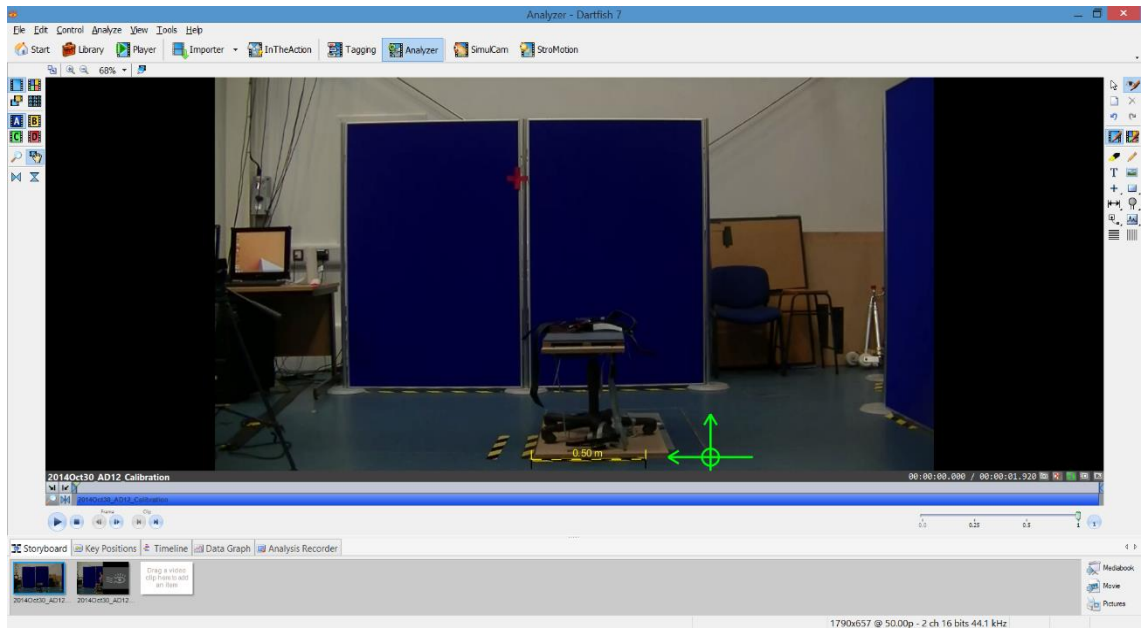 Analyzer - Dartfish 7
File Edit Control Analyze View Tools Help
Start Library Player Importer InTheAction Tagging Analyzer SimulCam StroMotion
68%
A B
C D
T
0.50 m
2014Oct30_AD12_Calibration 00:00:00.000 / 00:00:01.920
2014Oct30_AD12_Calibration
Frame Clip
0.0 0.25 0.5 1
Storyboard Key Positions Timeline Data Graph Analysis Recorder
Drag a video
clip here to add
an item
2014Oct30_AD12... 2014Oct30_AD12...
Mediabook
Movie
Pictures
1790x657 @ 50.00p - 2 ch 16 bits 44.1 kHz